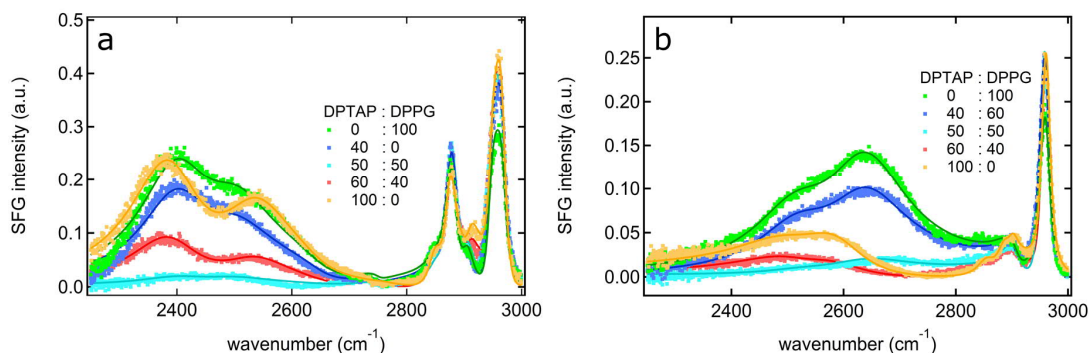 a
SFG intensity (a.u.)
0.5
0.4
0.3
0.2
0.1
0.0
DPTAP : DPPG
0 : 100
40 : 0
50 : 50
60 : 40
100 : 0
2400 2600 2800 3000
wavenumber (cm⁻¹)
b
SFG intensity (a.u.)
0.25
0.20
0.15
0.10
0.05
0.00
DPTAP : DPPG
0 : 100
40 : 60
50 : 50
60 : 40
100 : 0
2400 2600 2800 3000
wavenumber (cm⁻¹)